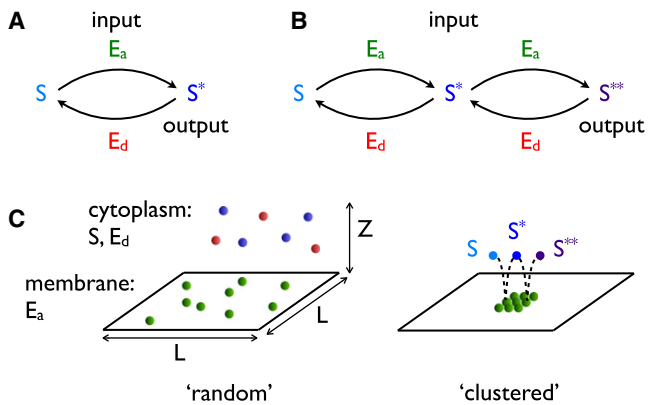 A
input
Ea
S
S*
output
Ed
B
input
Ea
Ea
S
S*
S**
output
Ed
Ed
C
cytoplasm:
S, Ed
Z
membrane:
Ea
L
L
'random'
S
S*
S**
'clustered'